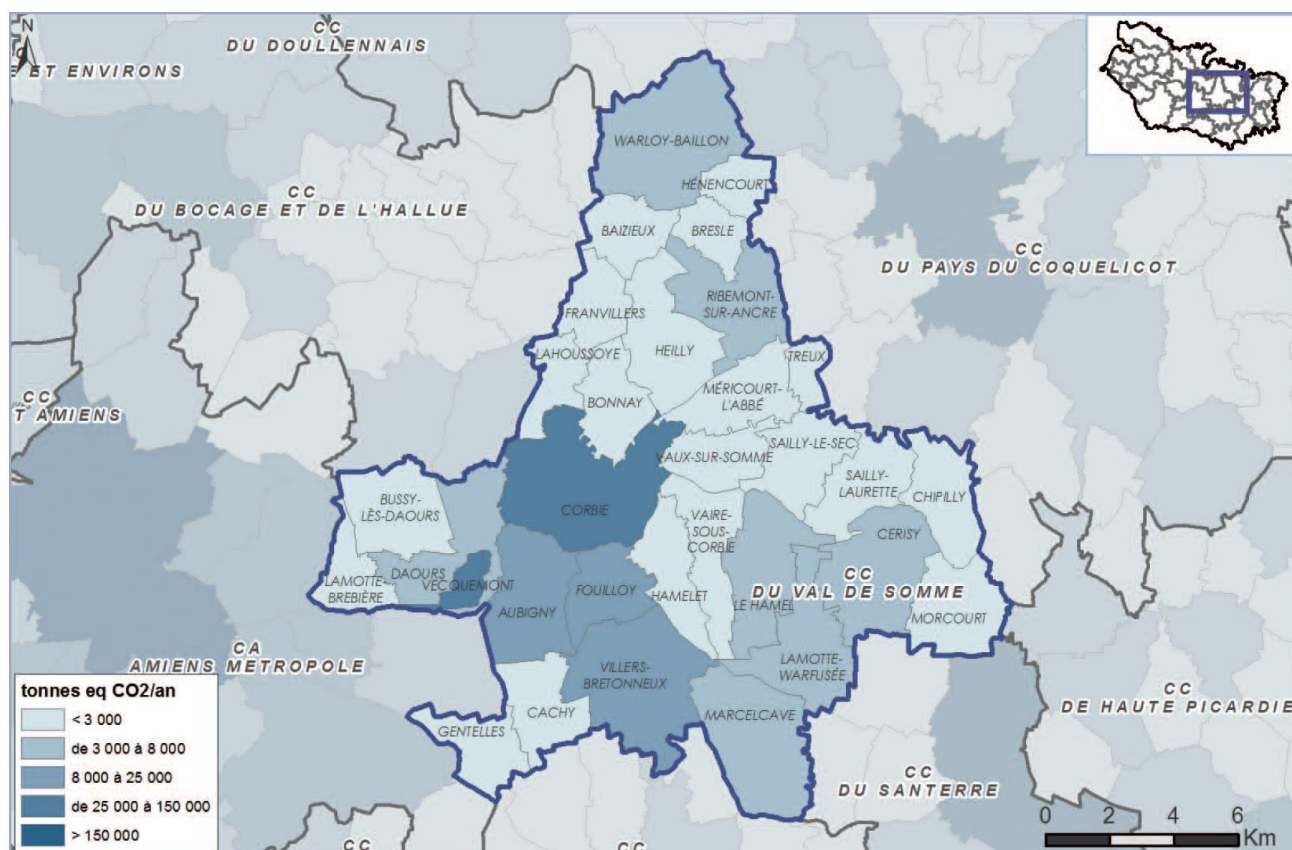 N
CC
DU DOULLENNAIS
E ET ENVIRONS
CC
DU BOCAGE ET DE L'HALLUE
WARLOY-BAILLON
HÉNENCOURT
BAIZIEUX
BRESLE
CC
DU PAYS DU COQUELICOT
FRANVILLERS
RIBEMONT-
SUR-ANCRE
LAHOUSSOYE
HEILLY
TREUX
CC
T AMIENS
BONNAY
MÉRICOURT-
L'ABBÉ
VAUX-SUR-SOMME
SAILLY-LE-SEC
SAILLY-
LAURETTE
CHIPILLY
BUSSY-
LÈS-DAOURS
CORBIE
VAIRE-
SOUS-
CORBIE
CERISY
LAMOTTE-
BREBIÈRE
DAOURS
VECQUEMONT
CC
DU VAL DE SOMME
AUBIGNY
FOUILLOY
HAMELET
LE HAMEL
MORCOURT
CA
AMIENS METROPOLE
VILLERS-
BRETONNEUX
LAMOTTE-
WARFUSÉE
CACHY
GENTELLES
MARCELCAVE
CC
DE HAUTE PICARDIE
CC
DU SANTERRE
tonnes eq CO2/an
< 3 000
de 3 000 à 8 000
8 000 à 25 000
de 25 000 à 150 000
> 150 000
CC
CC
CC
0 2 4 6
Km